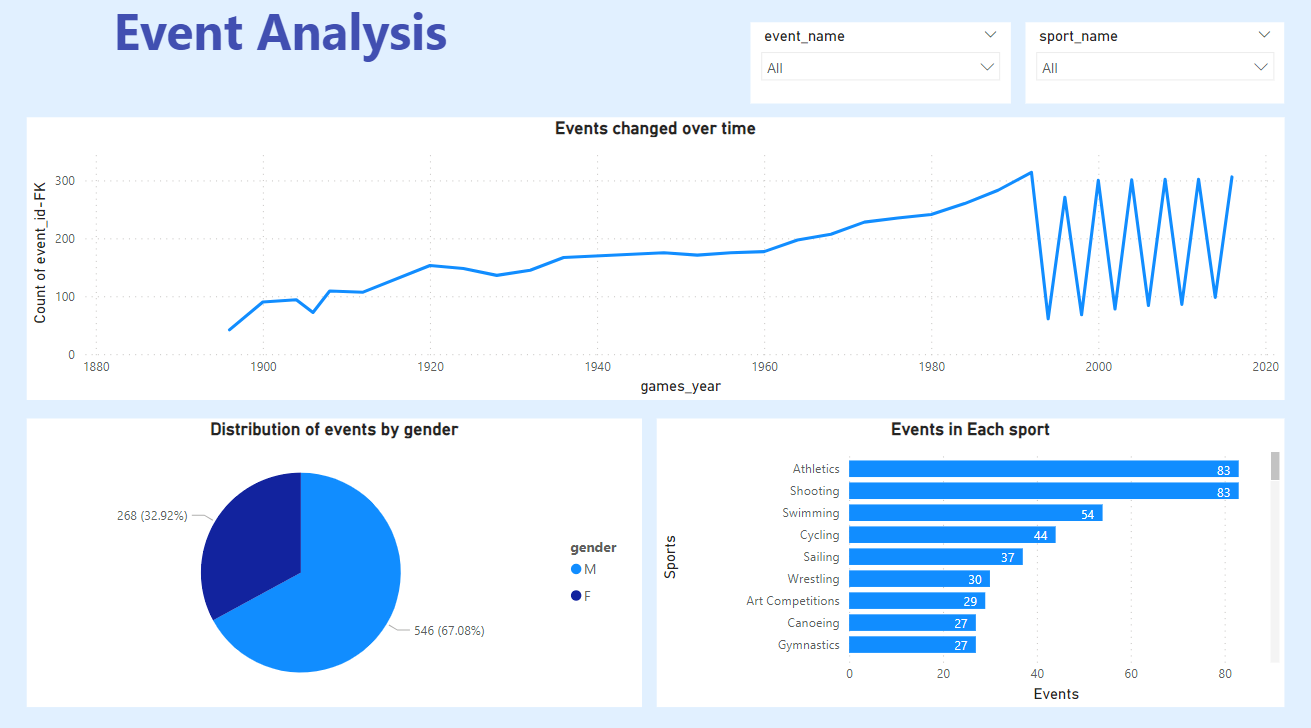 Event Analysis
event_name
All
sport_name
All
Events changed over time
Count of event_id-FK
300
200
100
0
1880
1900
1920
1940
1960
1980
2000
2020
games_year
Distribution of events by gender
268 (32.92%)
546 (67.08%)
gender
M
F
Events in Each sport
Sports
Athletics 83
Shooting 83
Swimming 54
Cycling 44
Sailing 37
Wrestling 30
Art Competitions 29
Canoeing 27
Gymnastics 27
0
20
40
60
80
Events